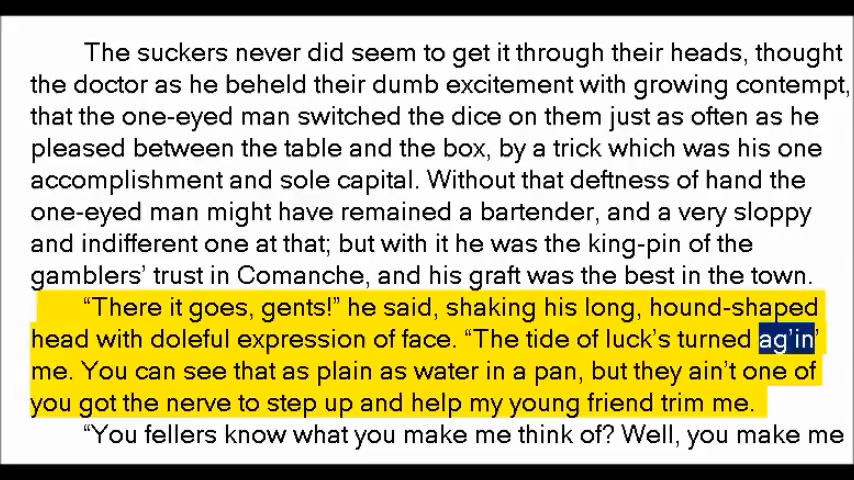 The suckers never did seem to get it through their heads, thought
the doctor as he beheld their dumb excitement with growing contempt,
that the one-eyed man switched the dice on them just as often as he
pleased between the table and the box, by a trick which was his one
accomplishment and sole capital. Without that deftness of hand the
one-eyed man might have remained a bartender, and a very sloppy
and indifferent one at that; but with it he was the king-pin of the
gamblers’ trust in Comanche, and his graft was the best in the town.
“There it goes, gents!” he said, shaking his long, hound-shaped
head with doleful expression of face. “The tide of luck’s turned ag’in’
me. You can see that as plain as water in a pan, but they ain’t one of
you got the nerve to step up and help my young friend trim me.
“You fellers know what you make me think of? Well, you make me